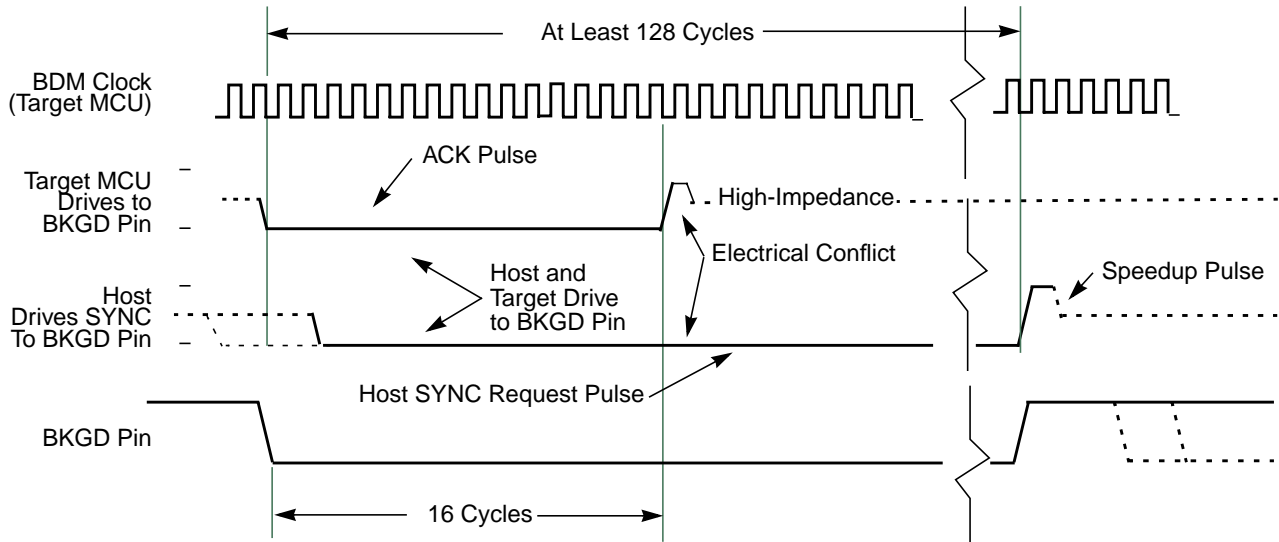 At Least 128 Cycles
BDM Clock
(Target MCU)
ACK Pulse
Target MCU
Drives to
BKGD Pin
High-Impedance
Electrical Conflict
Host and
Target Drive
to BKGD Pin
Speedup Pulse
Host
Drives SYNC
To BKGD Pin
Host SYNC Request Pulse
BKGD Pin
16 Cycles